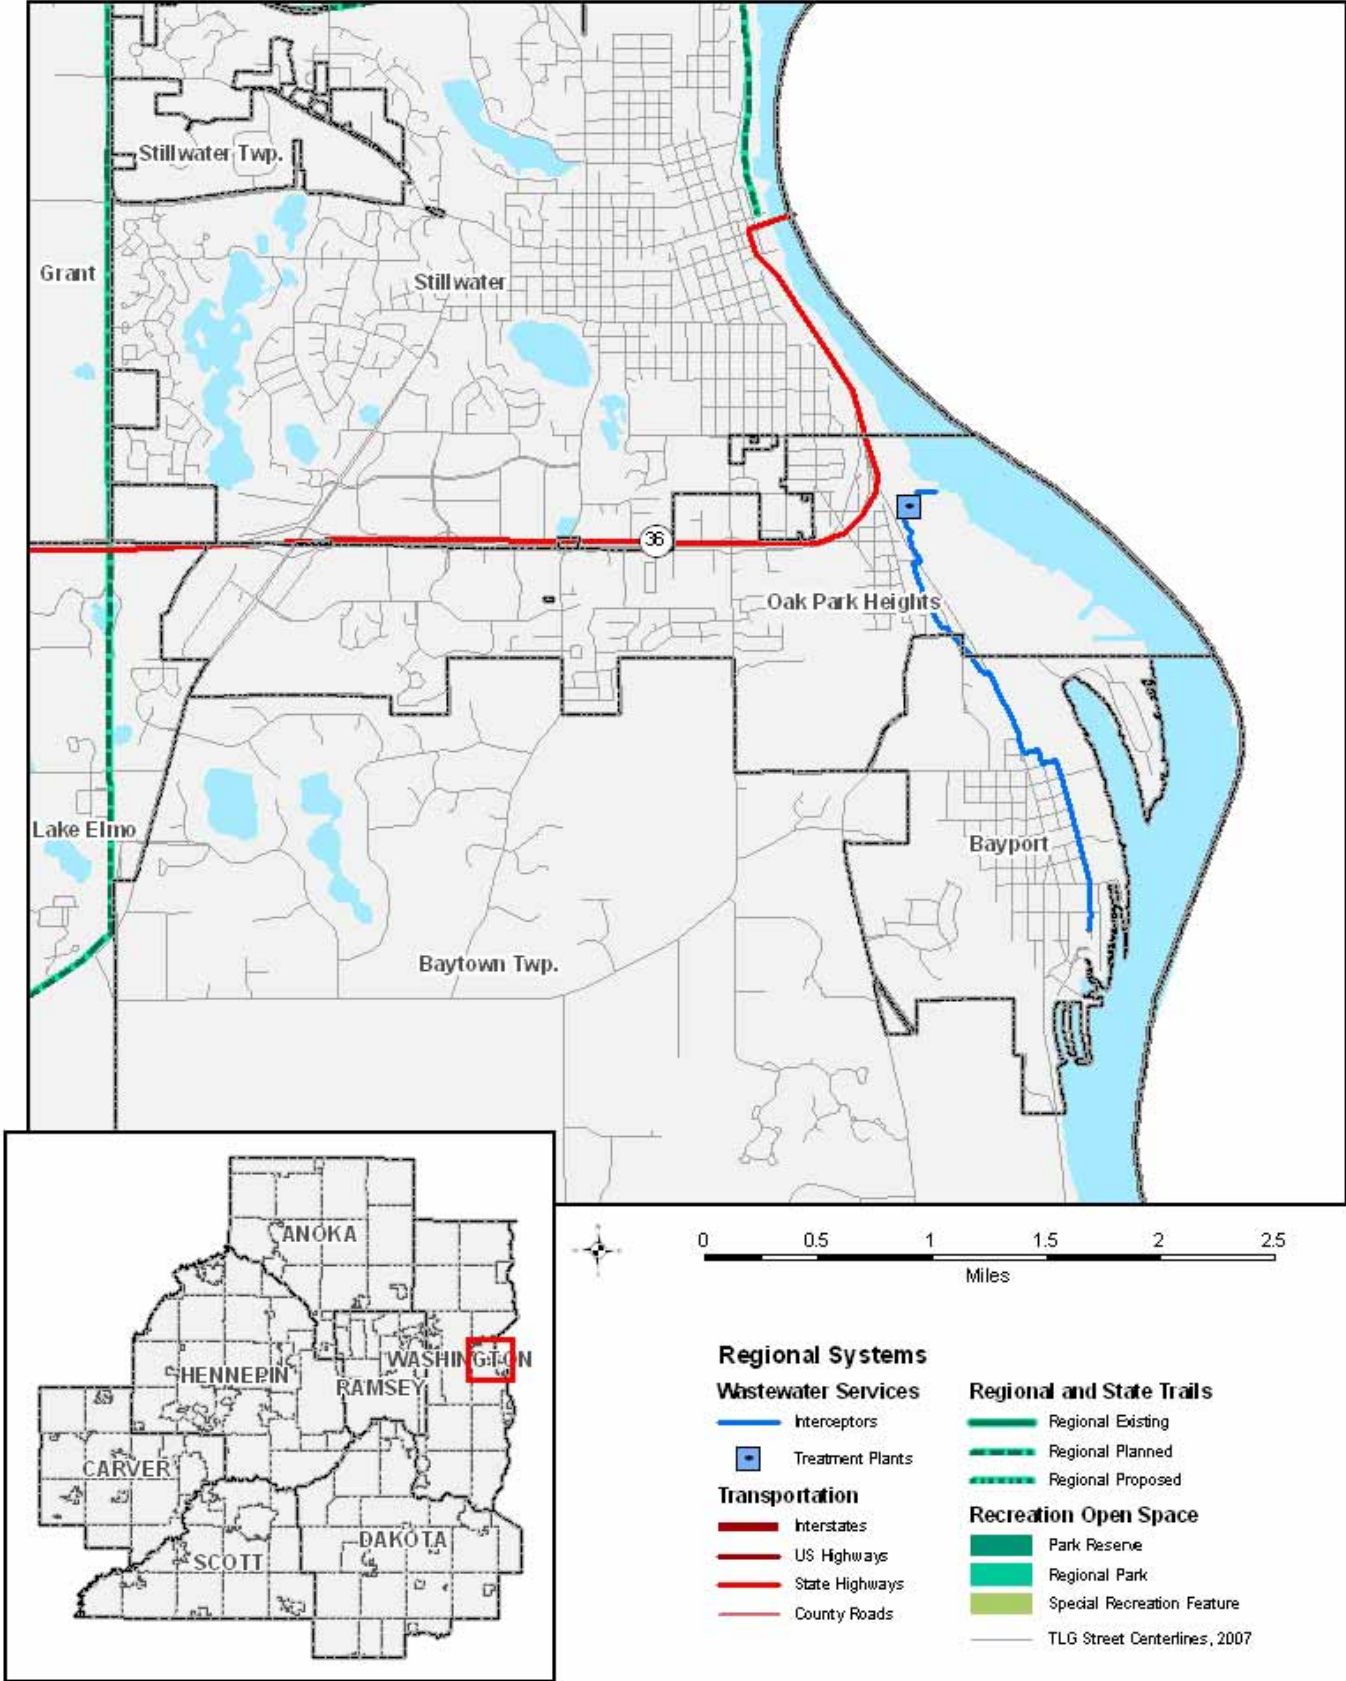 Stillwater Twp.
Grant
Stillwater
36
Oak Park Heights
Lake Elmo
Bayport
Baytown Twp.
ANOKA
HENNEPIN
WASHINGTON
RAMSEY
CARVER
DAKOTA
SCOTT
0 0.5 1 1.5 2 2.5
Miles
Regional Systems
Wastewater Services
Interceptors
Treatment Plants
Transportation
Interstates
US Highways
State Highways
County Roads
Regional and State Trails
Regional Existing
Regional Planned
Regional Proposed
Recreation Open Space
Park Reserve
Regional Park
Special Recreation Feature
TLG Street Centerlines, 2007